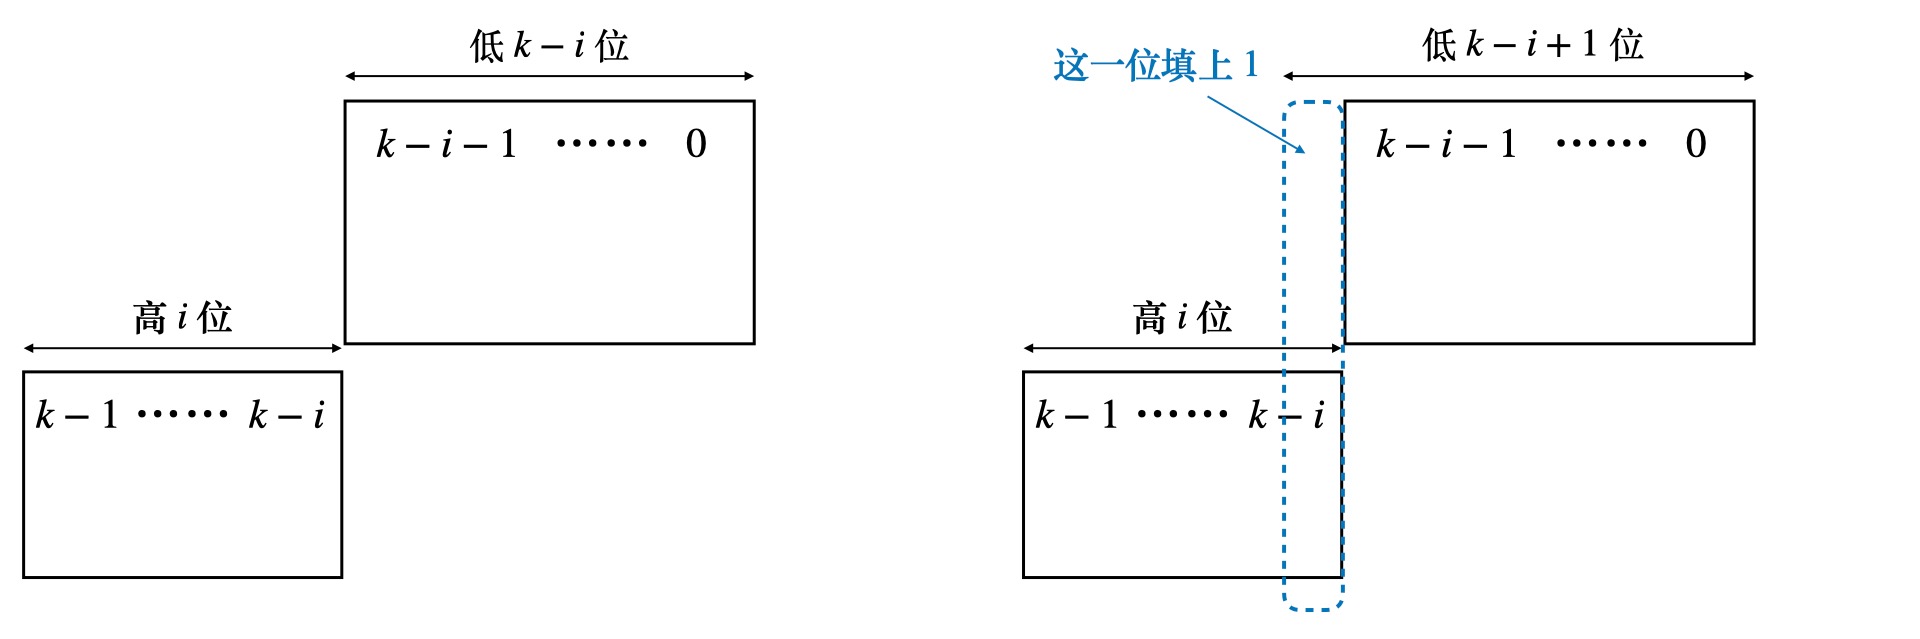 低 k − i 位
k − i − 1 ······ 0
高 i 位
k − 1 ······ k − i
这一位填上 1
低 k − i + 1 位
k − i − 1 ······ 0
高 i 位
k − 1 ······ k − i